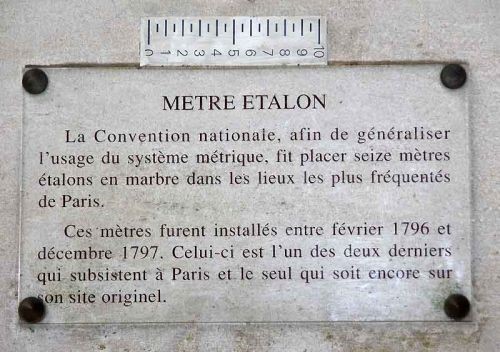 0 1 2 3 4 5 6 7 8 9 10
METRE ETALON
La Convention nationale, afin de généraliser
l'usage du système métrique, fit placer seize mètres
étalons en marbre dans les lieux les plus fréquentés
de Paris.
Ces mètres furent installés entre février 1796 et
décembre 1797. Celui-ci est l'un des deux derniers
qui subsistent à Paris et le seul qui soit encore sur
son site originel.